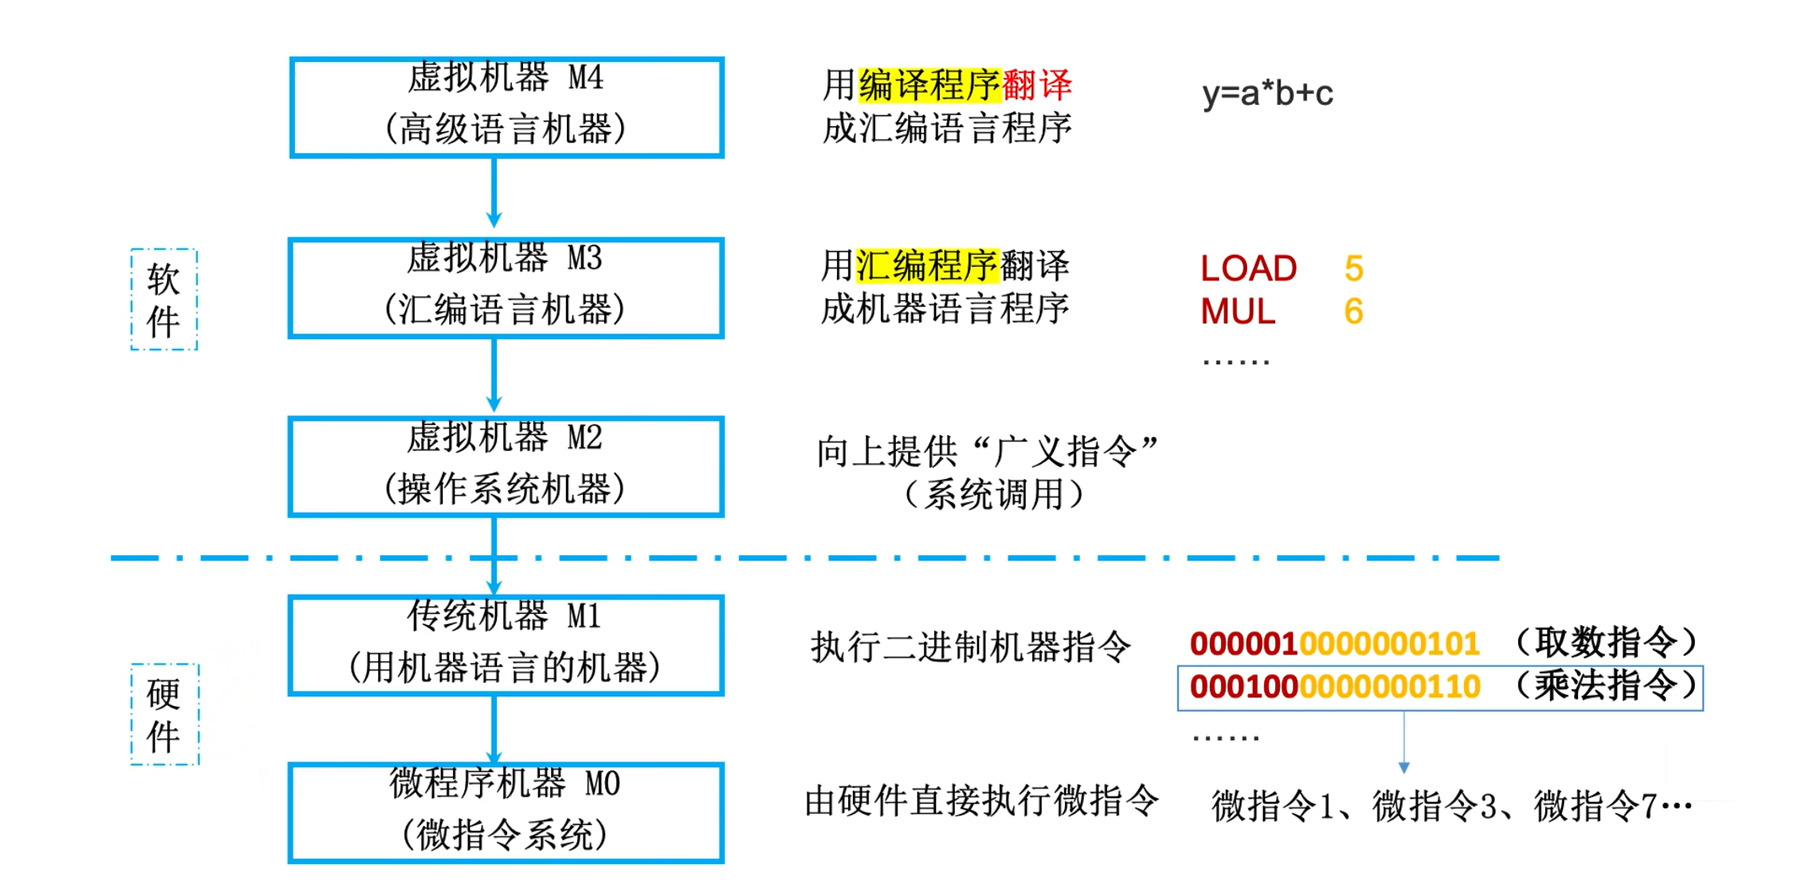 虚拟机器 M4
(高级语言机器)
用编译程序翻译
成汇编语言程序
y=a*b+c
软
件
虚拟机器 M3
(汇编语言机器)
用汇编程序翻译
成机器语言程序
LOAD 5
MUL 6
……
虚拟机器 M2
(操作系统机器)
向上提供“广义指令”
（系统调用）
硬
件
传统机器 M1
(用机器语言的机器)
执行二进制机器指令
0000010000000101 （取数指令）
0001000000000110 （乘法指令）
……
微程序机器 M0
(微指令系统)
由硬件直接执行微指令
微指令1、微指令3、微指令7…